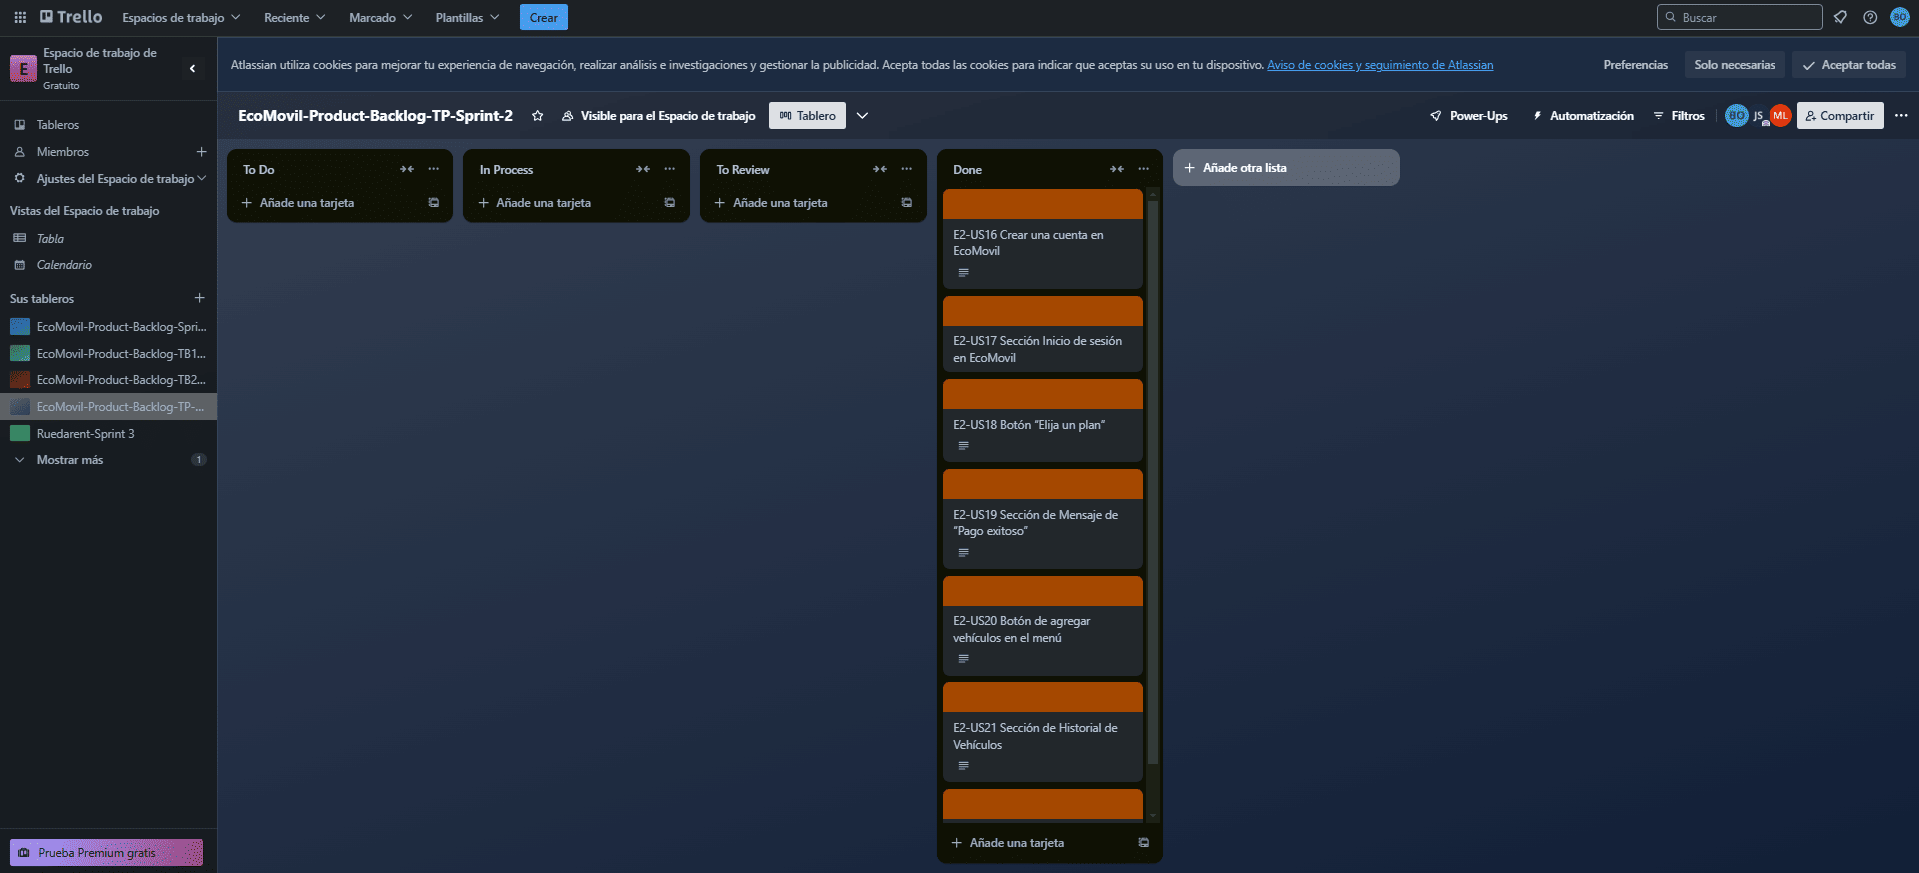 Trello
Espacios de trabajo
Reciente
Marcado
Plantillas
Crear
Buscar
BO
E
Espacio de trabajo de
Trello
Gratuito
Atlassian utiliza cookies para mejorar tu experiencia de navegación, realizar análisis e investigaciones y gestionar la publicidad. Acepta todas las cookies para indicar que aceptas su uso en tu dispositivo. Aviso de cookies y seguimiento de Atlassian
Preferencias
Solo necesarias
Aceptar todas
Tableros
Miembros
Ajustes del Espacio de trabajo
Vistas del Espacio de trabajo
Tabla
Calendario
Sus tableros
EcoMovil-Product-Backlog-Spri...
EcoMovil-Product-Backlog-TB1...
EcoMovil-Product-Backlog-TB2...
EcoMovil-Product-Backlog-TP-...
Ruedarent-Sprint 3
Mostrar más
1
Prueba Premium gratis
EcoMovil-Product-Backlog-TP-Sprint-2
Visible para el Espacio de trabajo
Tablero
Power-Ups
Automatización
Filtros
BO
JS
ML
Compartir
To Do
Añade una tarjeta
In Process
Añade una tarjeta
To Review
Añade una tarjeta
Done
E2-US16 Crear una cuenta en
EcoMovil
E2-US17 Sección Inicio de sesión
en EcoMovil
E2-US18 Botón “Elija un plan”
E2-US19 Sección de Mensaje de
“Pago exitoso”
E2-US20 Botón de agregar
vehículos en el menú
E2-US21 Sección de Historial de
Vehículos
Añade una tarjeta
Añade otra lista